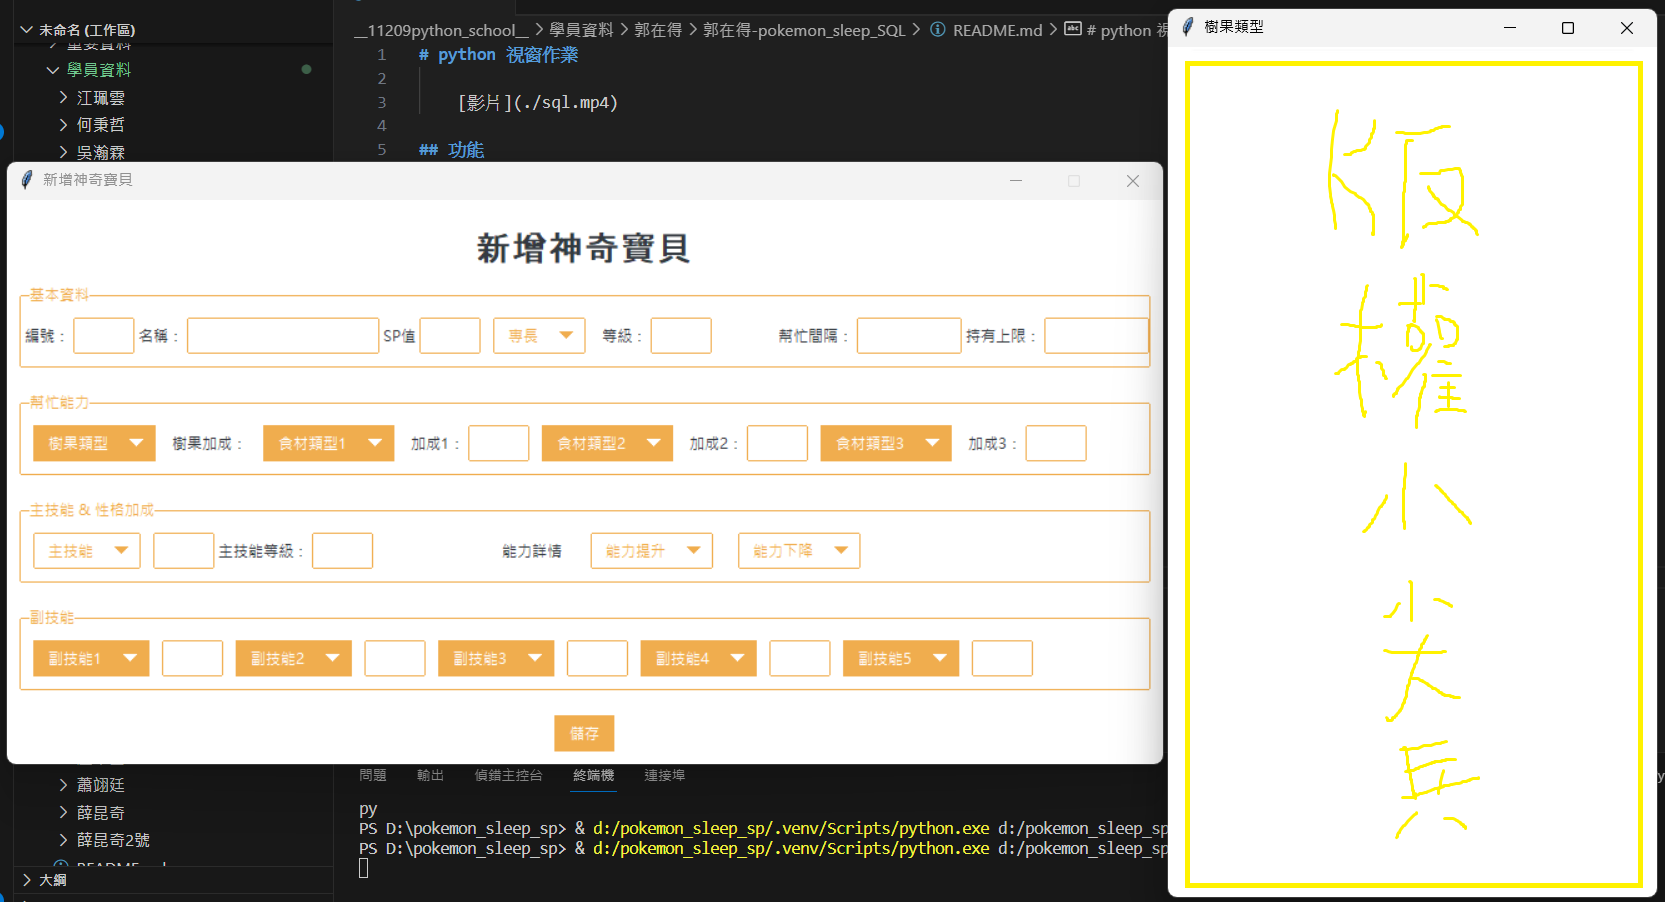 未命名 (工作區)
重要資料
學員資料
江珮雲
何秉哲
吳瀚霖
__11209python_school__ > 學員資料 > 郭在得 > 郭在得-pokemon_sleep_SQL > README.md > # python 視
1 # python 視窗作業
2
3 [影片](./sql.mp4)
4
5 ## 功能
新增神奇寶貝
新增神奇寶貝
基本資料
編號： 名稱： SP值 專長 等級： 幫忙間隔： 持有上限：
幫忙能力
樹果類型 樹果加成： 食材類型1 加成1： 食材類型2 加成2： 食材類型3 加成3：
主技能 & 性格加成
主技能 主技能等級： 能力詳情 能力提升 能力下降
副技能
副技能1 副技能2 副技能3 副技能4 副技能5
儲存
蕭翊廷
薛昆奇
薛昆奇2號
README.md
大綱
問題 輸出 偵錯主控台 終端機 連接埠
py
PS D:\pokemon_sleep_sp> & d:/pokemon_sleep_sp/.venv/Scripts/python.exe d:/pokemon_sleep_sp
PS D:\pokemon_sleep_sp> & d:/pokemon_sleep_sp/.venv/Scripts/python.exe d:/pokemon_sleep_sp
樹果類型
版權小尖兵